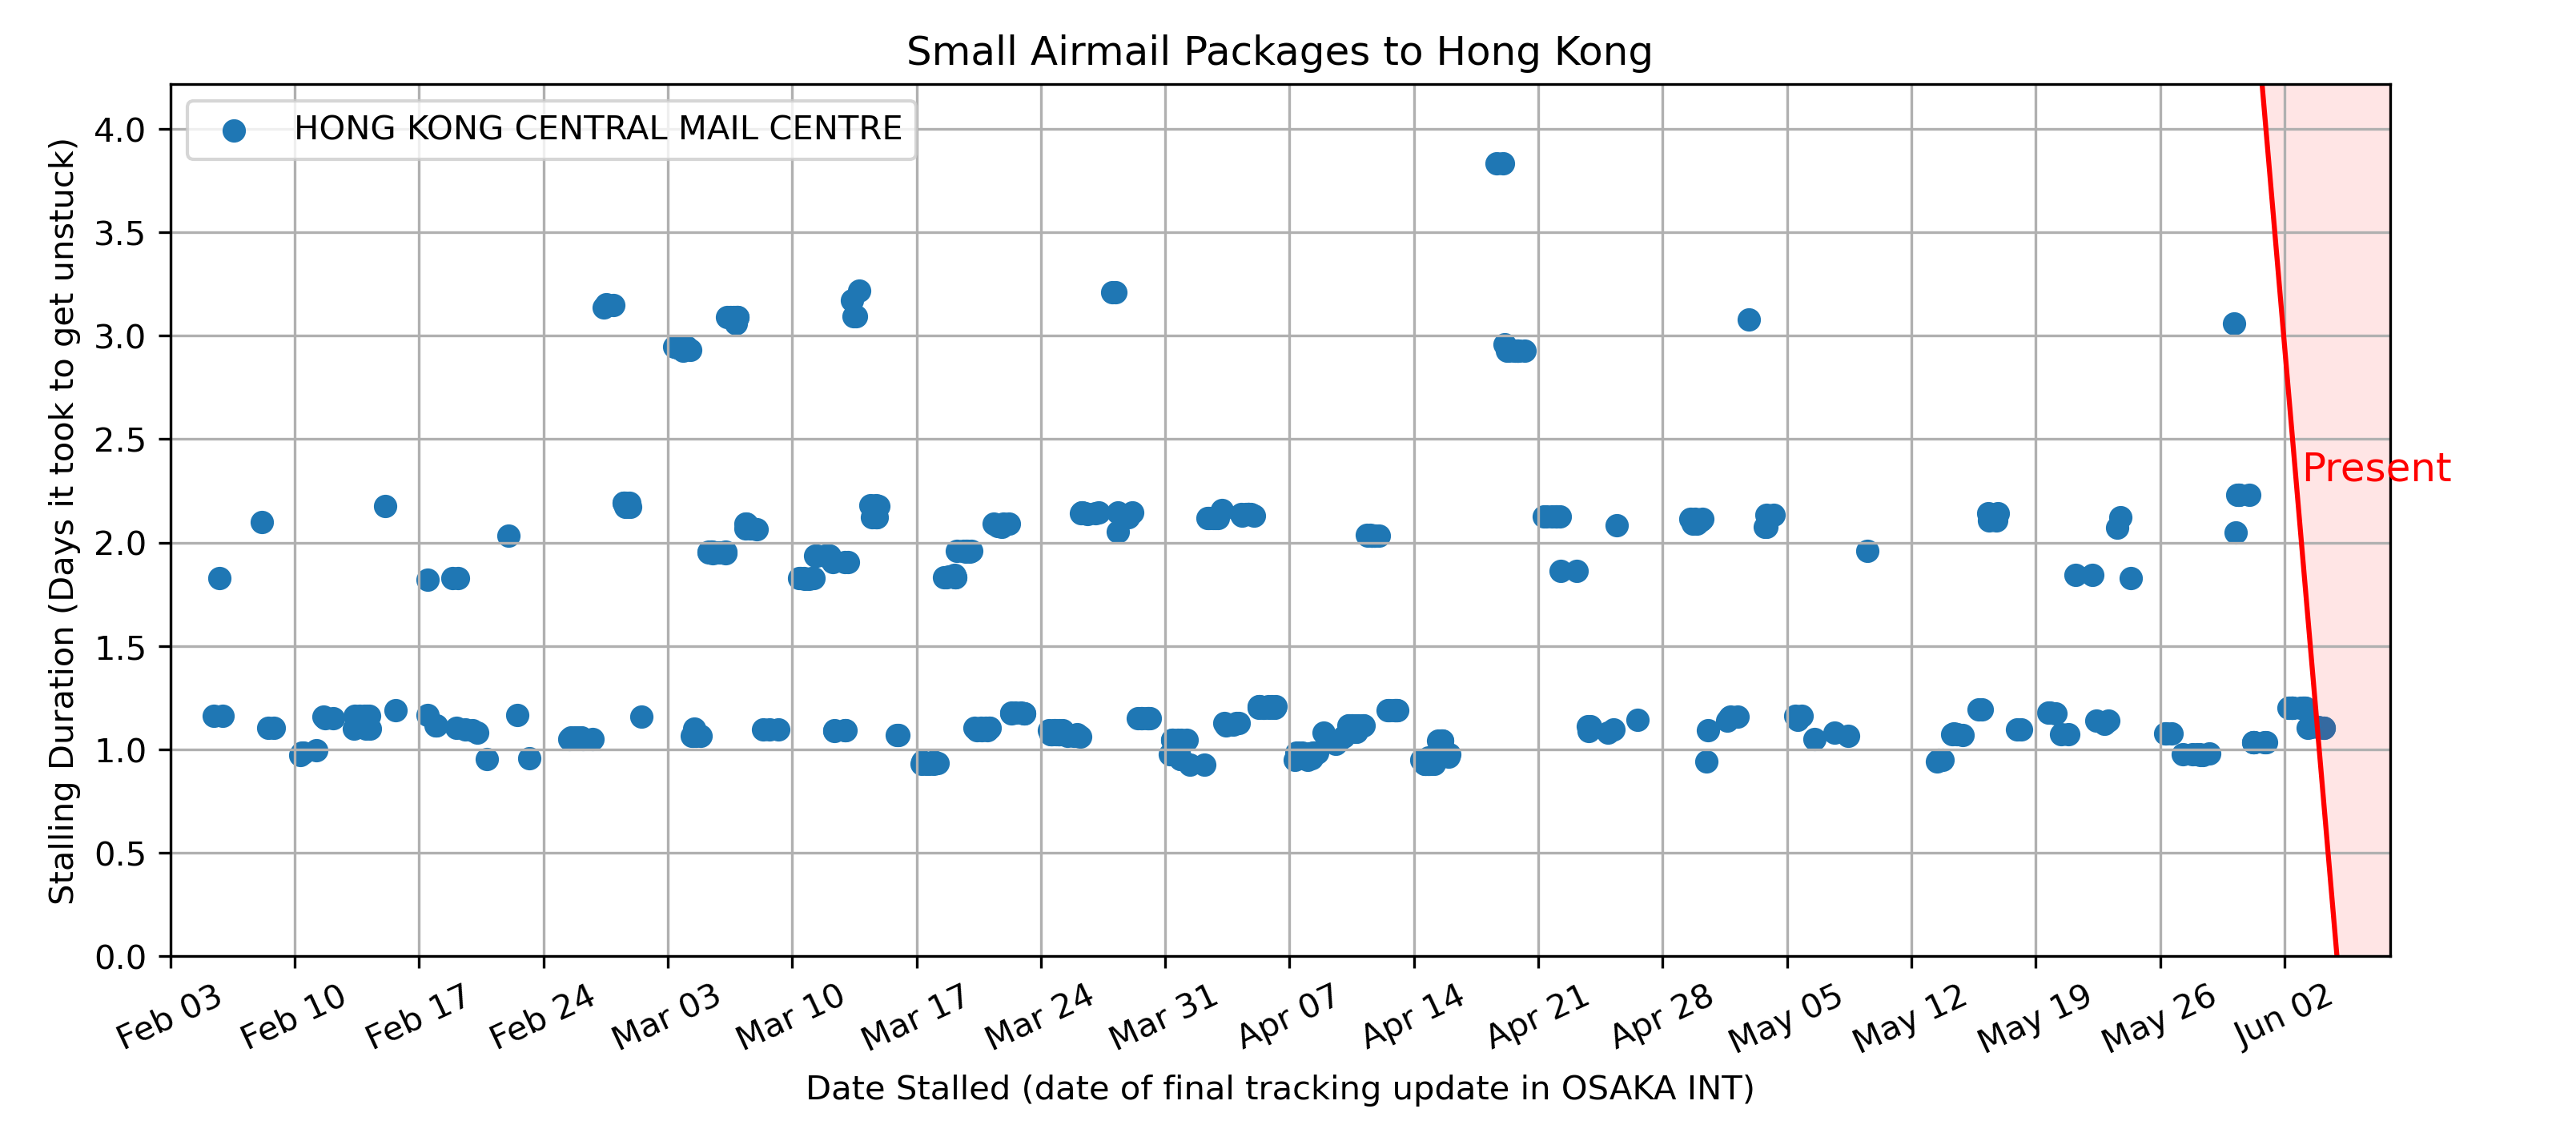 Small Airmail Packages to Hong Kong
HONG KONG CENTRAL MAIL CENTRE
Stalling Duration (Days it took to get unstuck)
4.0
3.5
3.0
2.5
2.0
1.5
1.0
0.5
0.0
Present
Feb 03
Feb 10
Feb 17
Feb 24
Mar 03
Mar 10
Mar 17
Mar 24
Mar 31
Apr 07
Apr 14
Apr 21
Apr 28
May 05
May 12
May 19
May 26
Jun 02
Date Stalled (date of final tracking update in OSAKA INT)